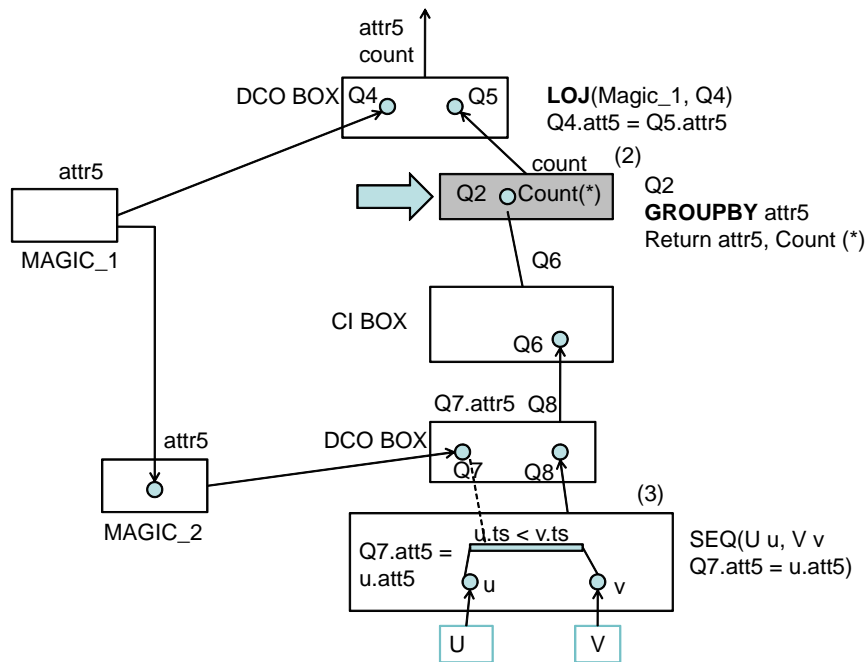 attr5
count
DCO BOX
Q4
Q5
LOJ(Magic_1, Q4)
Q4.att5 = Q5.attr5
(2)
count
attr5
Q2
Count(*)
Q2
GROUPBY attr5
Return attr5, Count (*)
MAGIC_1
Q6
CI BOX
Q6
Q7.attr5
Q8
attr5
DCO BOX
Q7
Q8
MAGIC_2
(3)
u.ts < v.ts
Q7.att5 =
u.att5
SEQ(U u, V v
Q7.att5 = u.att5)
u
v
U
V